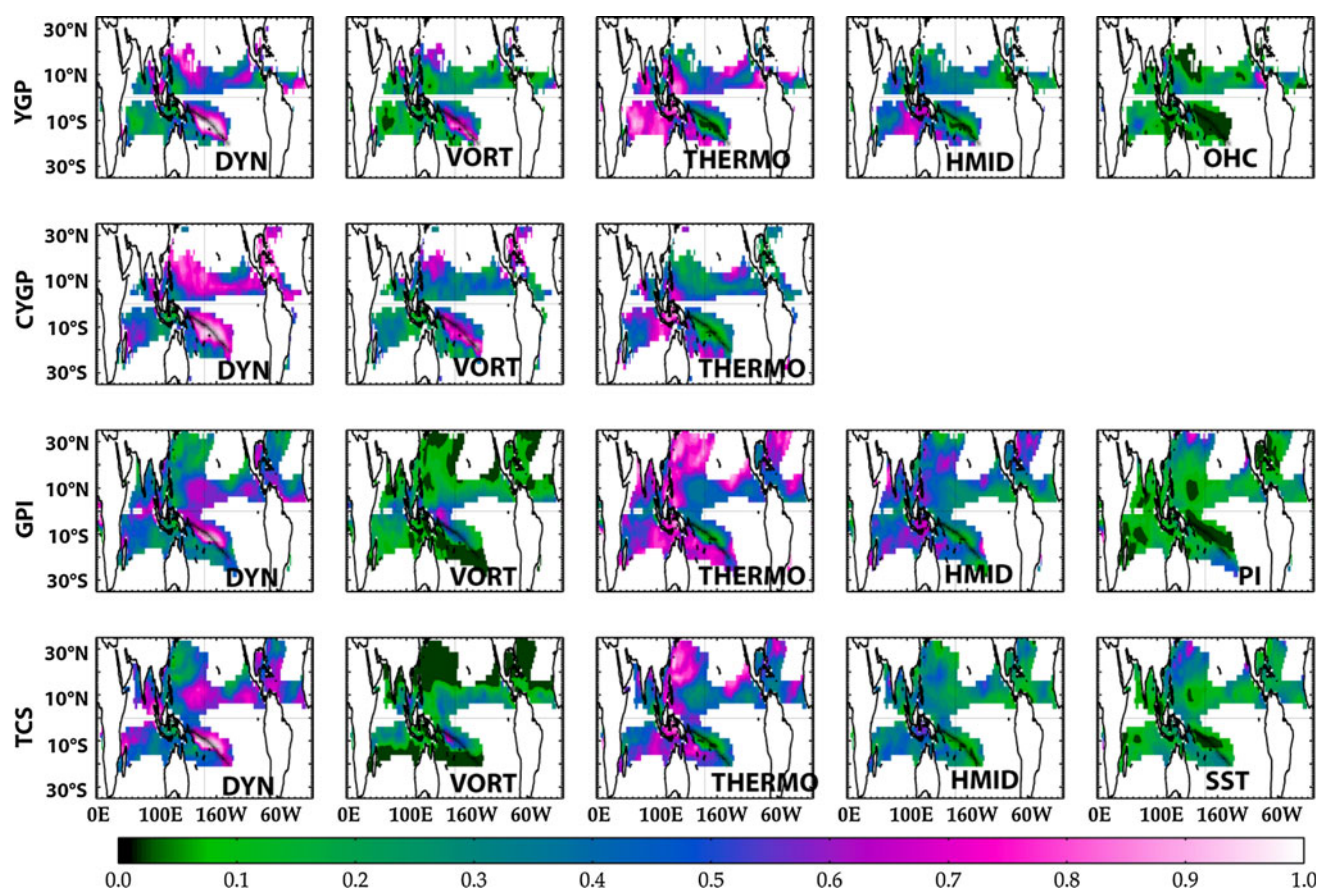 30°N
10°N
10°S
30°S
YGP
DYN
VORT
THERMO
HMID
OHC
30°N
10°N
10°S
30°S
CYGP
DYN
VORT
THERMO
30°N
10°N
10°S
30°S
GPI
DYN
VORT
THERMO
HMID
PI
30°N
10°N
10°S
30°S
TCS
DYN
VORT
THERMO
HMID
SST
0E 100E 160W 60W 0E 100E 160W 60W 0E 100E 160W 60W 0E 100E 160W 60W 0E 100E 160W 60W
0.0 0.1 0.2 0.3 0.4 0.5 0.6 0.7 0.8 0.9 1.0